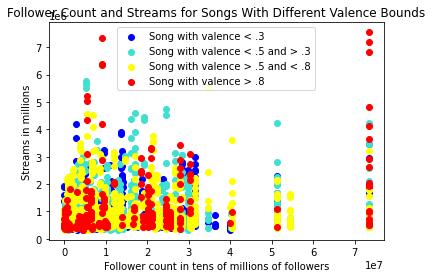 Follower Count and Streams for Songs With Different Valence Bounds
1e6
Song with valence < .3
Song with valence < .5 and > .3
Song with valence > .5 and < .8
Song with valence > .8
Streams in millions
7
6
5
4
3
2
1
0
0 1 2 3 4 5 6 7
1e7
Follower count in tens of millions of followers